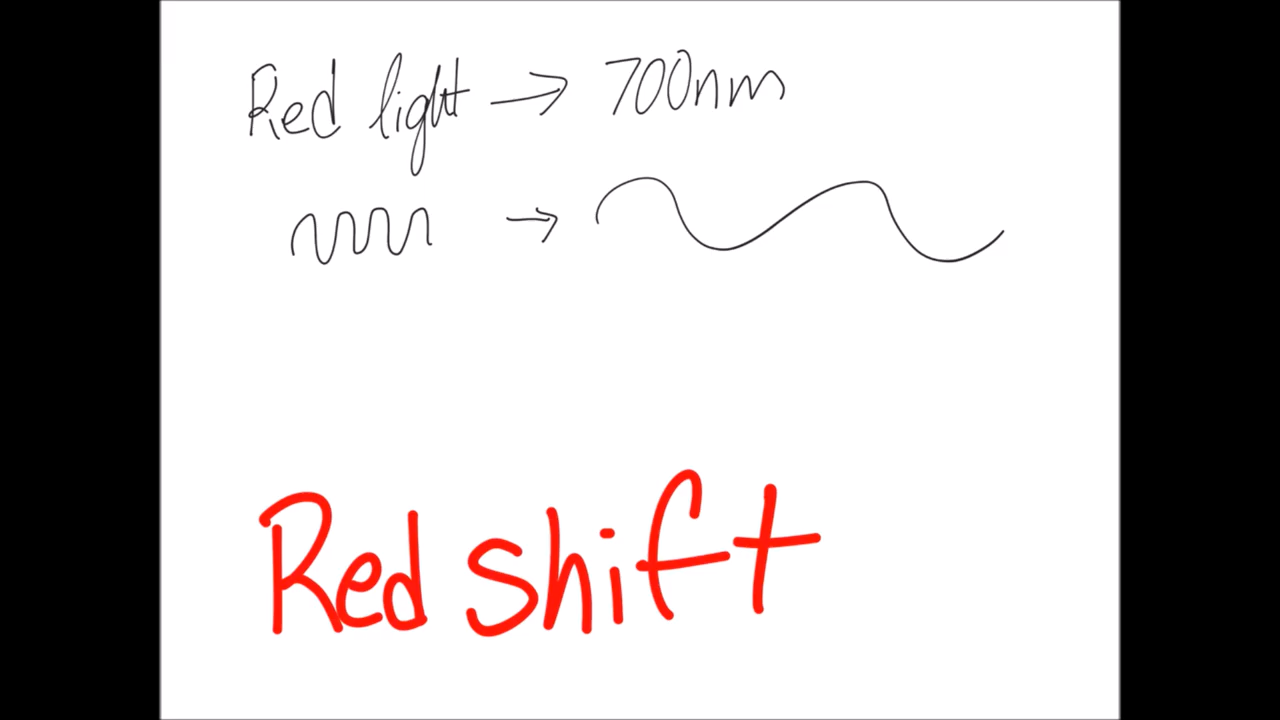 Red light → 700nm
→
Red shift